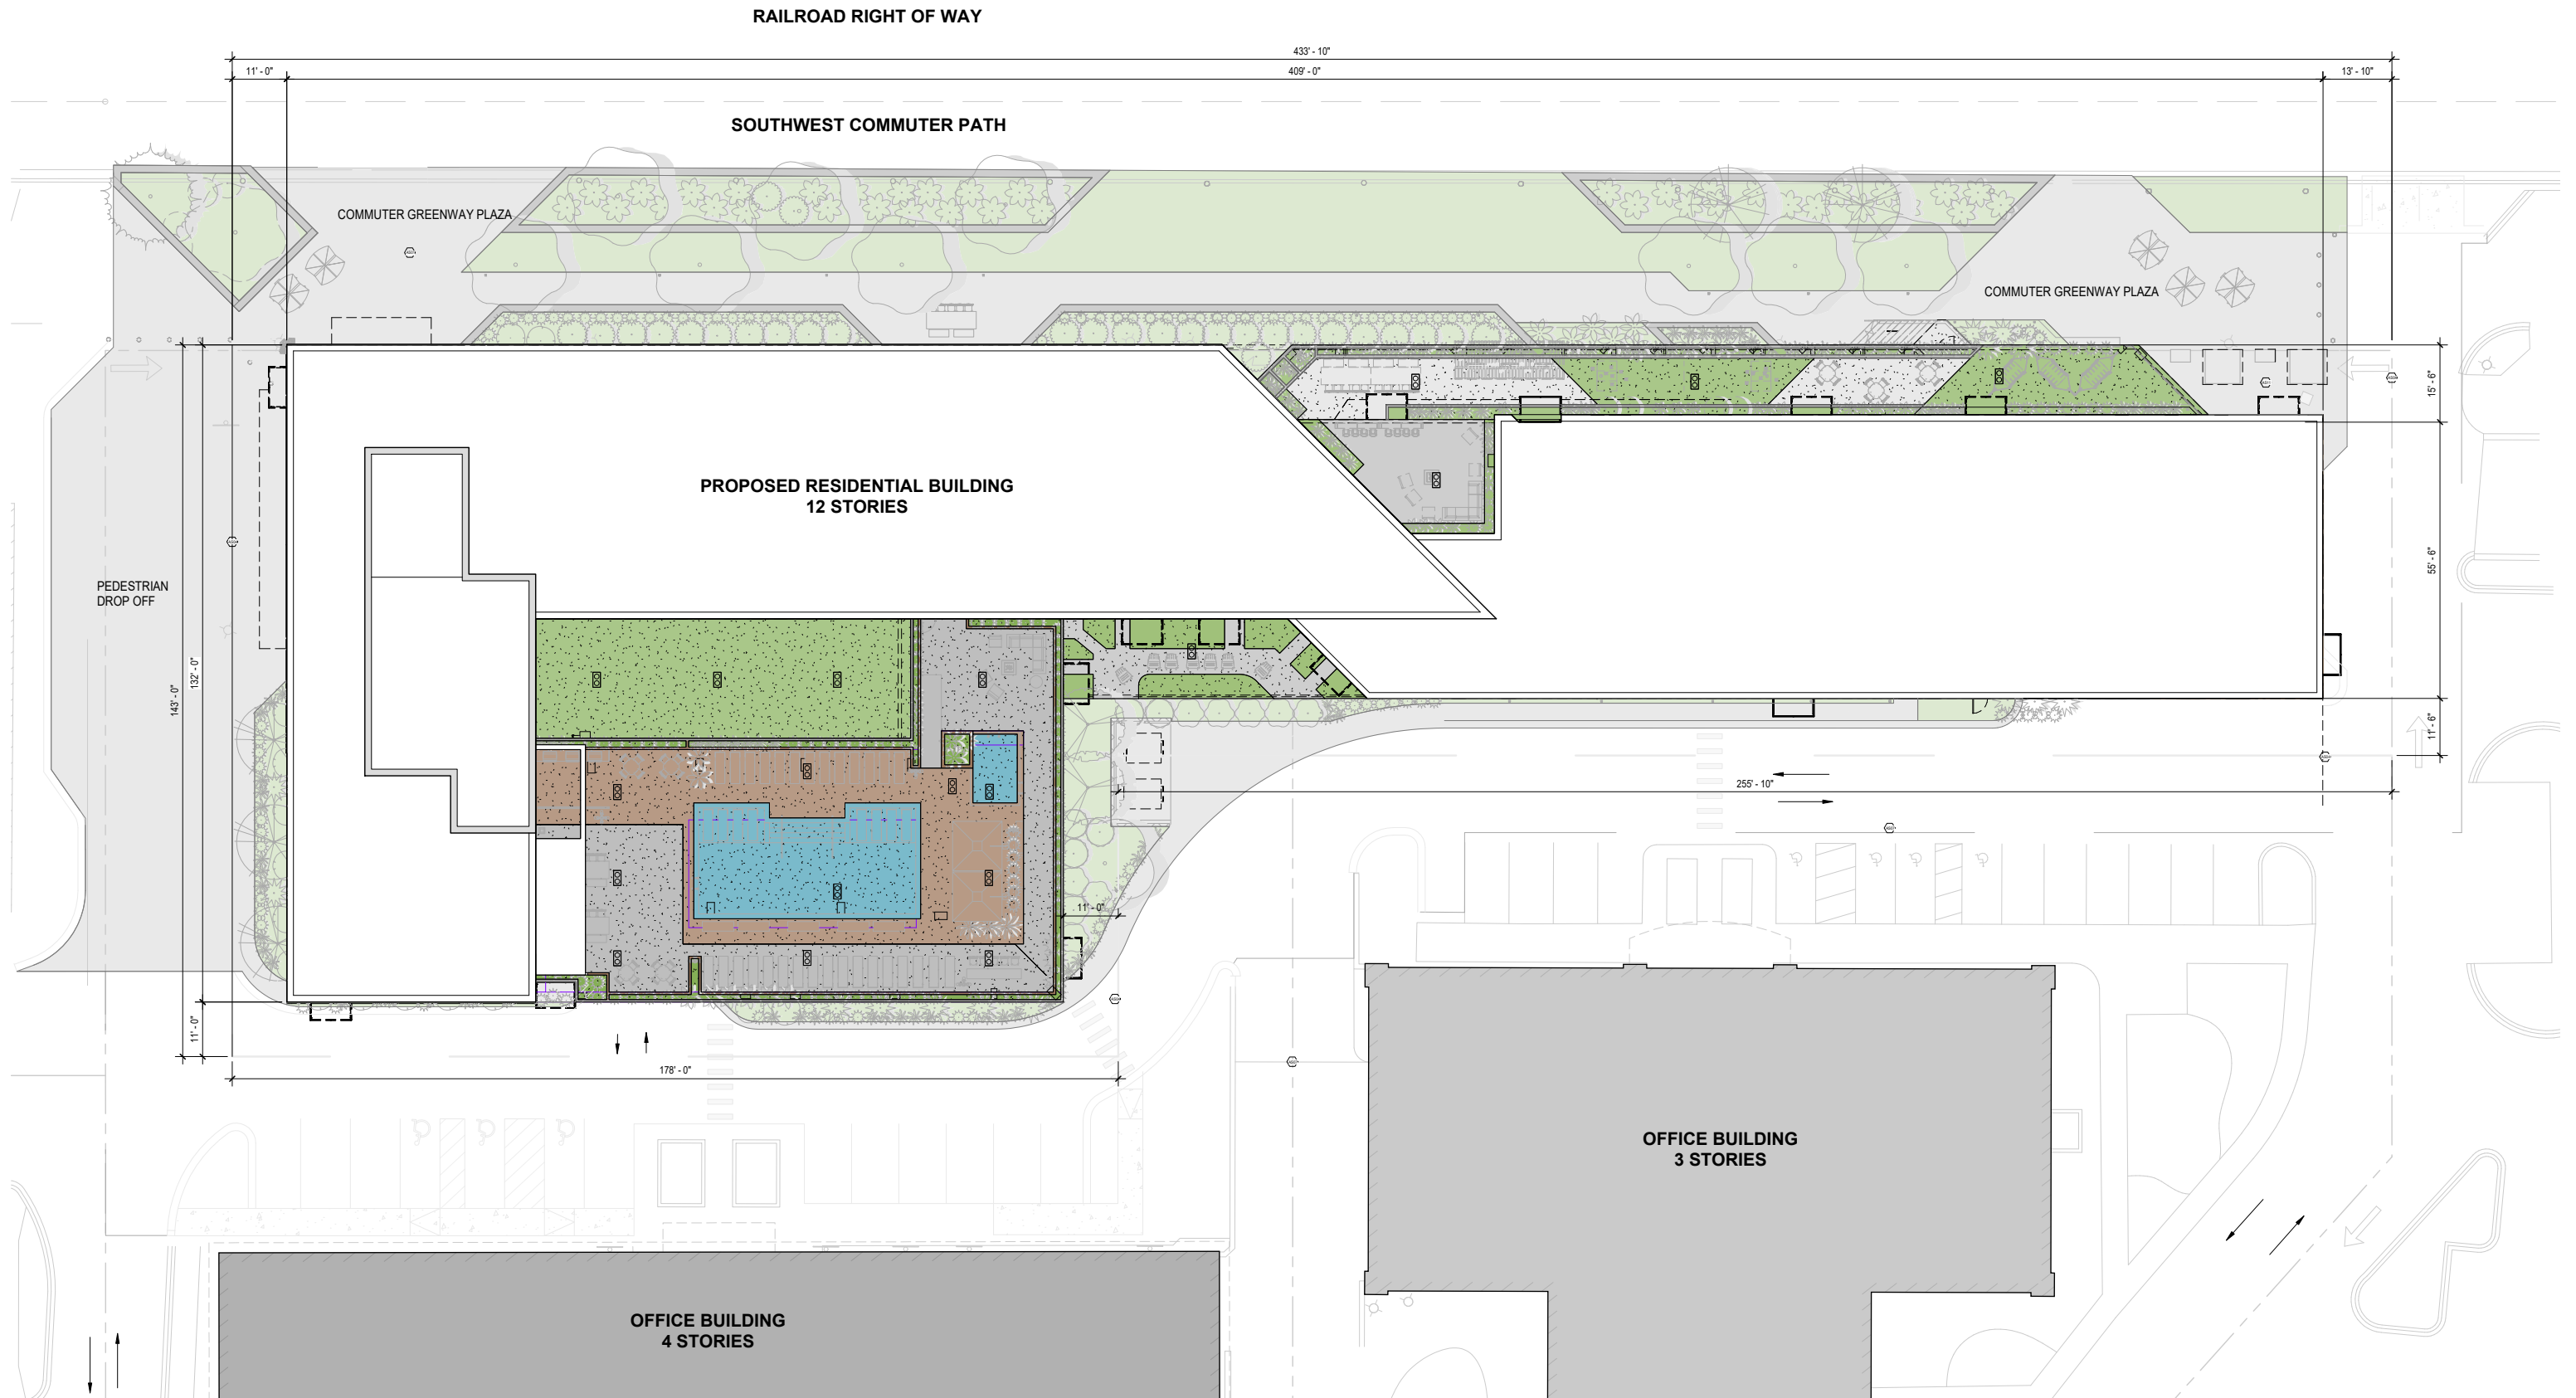 RAILROAD RIGHT OF WAY
433' - 10"
11' - 0"
409' - 0"
13' - 10"
SOUTHWEST COMMUTER PATH
COMMUTER GREENWAY PLAZA
COMMUTER GREENWAY PLAZA
15' - 6"
PROPOSED RESIDENTIAL BUILDING
12 STORIES
55' - 6"
PEDESTRIAN
DROP OFF
143' - 0"
132' - 0"
11' - 6"
255' - 10"
11' - 0"
11' - 0"
178' - 0"
OFFICE BUILDING
3 STORIES
OFFICE BUILDING
4 STORIES